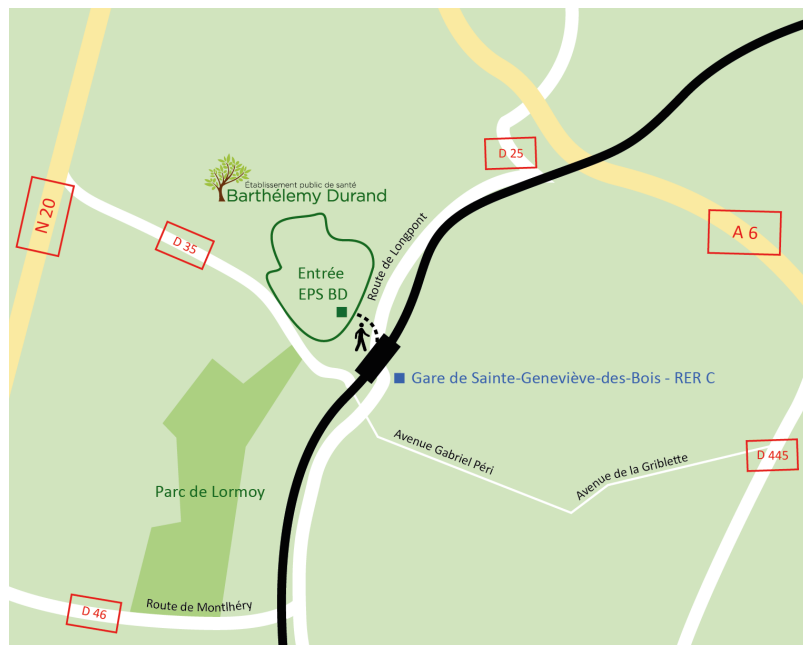 D 25
Établissement public de santé
Barthélemy Durand
N 20
D 35
Route de Longpont
A 6
Entrée
EPS BD
Gare de Sainte-Geneviève-des-Bois - RER C
Avenue Gabriel Péri
Avenue de la Griblette
D 445
Parc de Lormoy
Route de Montlhéry
D 46